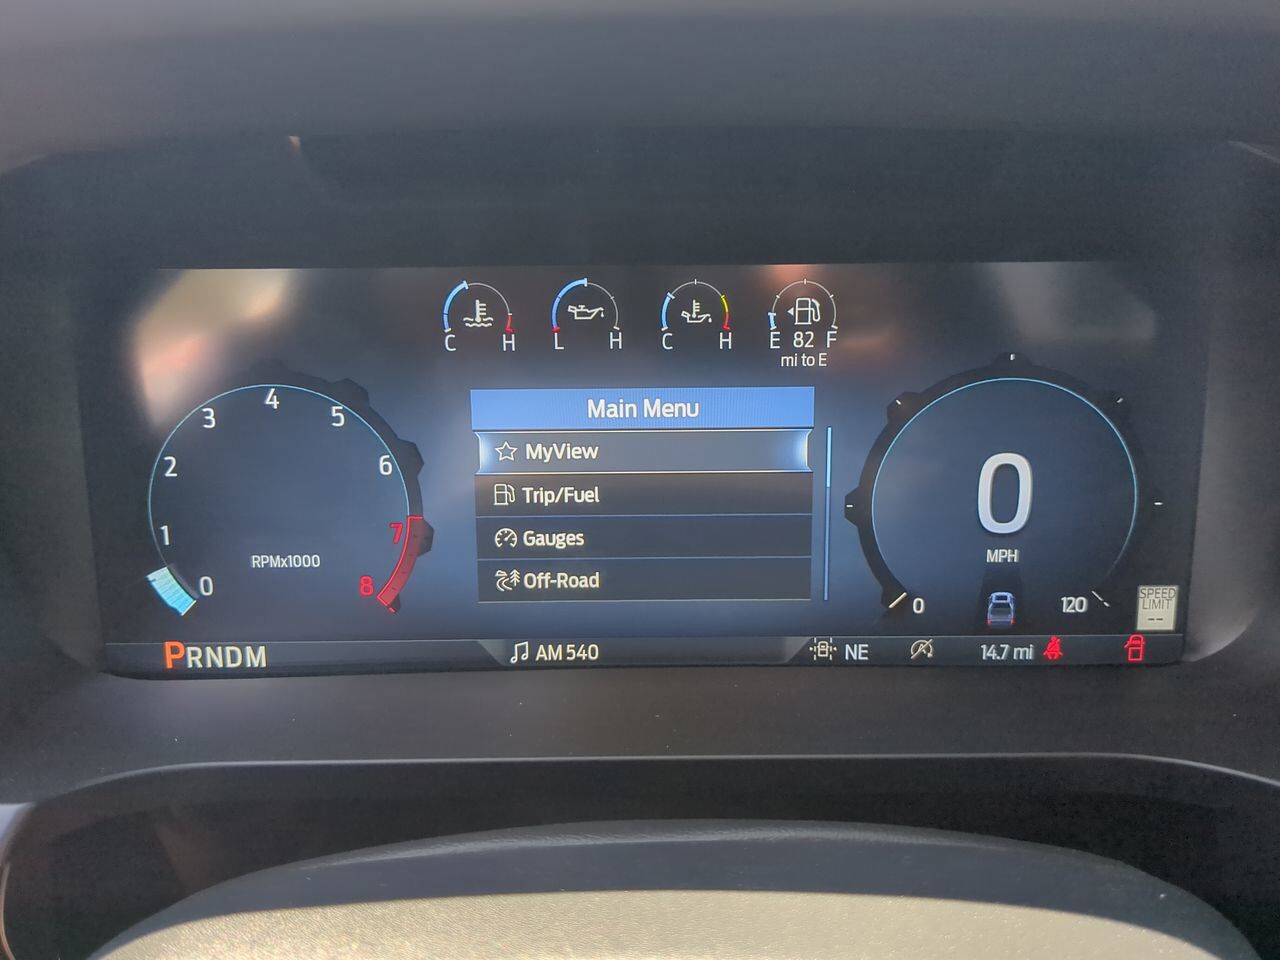 C H
L H
C H
E 82 F
mi to E
Main Menu
MyView
Trip/Fuel
Gauges
Off-Road
0
1
2
3
4
5
6
7
8
RPMx1000
0
MPH
0
120
SPEED
LIMIT
--
PRNDM
AM 540
NE
14.7 mi